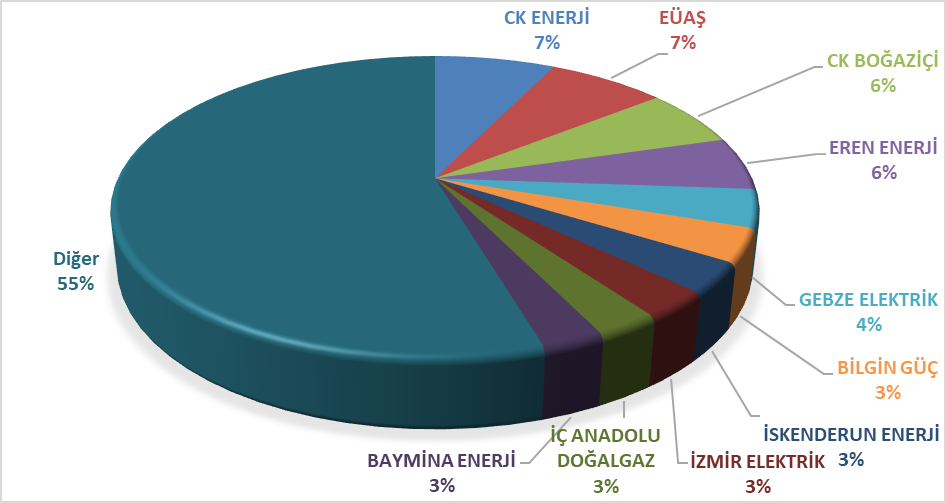 CK ENERJİ
7%
EÜAŞ
7%
CK BOĞAZİÇİ
6%
EREN ENERJİ
6%
GEBZE ELEKTRİK
4%
BİLGİN GÜÇ
3%
İSKENDERUN ENERJİ
3%
İZMİR ELEKTRİK
3%
İÇ ANADOLU
DOĞALGAZ
3%
BAYMİNA ENERJİ
3%
Diğer
55%